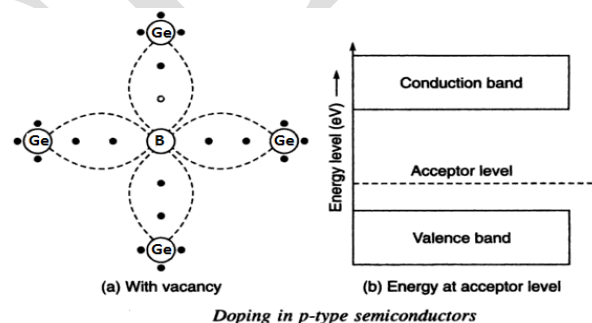 Ge
Ge
B
Ge
Ge
(a) With vacancy
Energy level (eV)
Conduction band
Acceptor level
Valence band
(b) Energy at acceptor level
Doping in p-type semiconductors